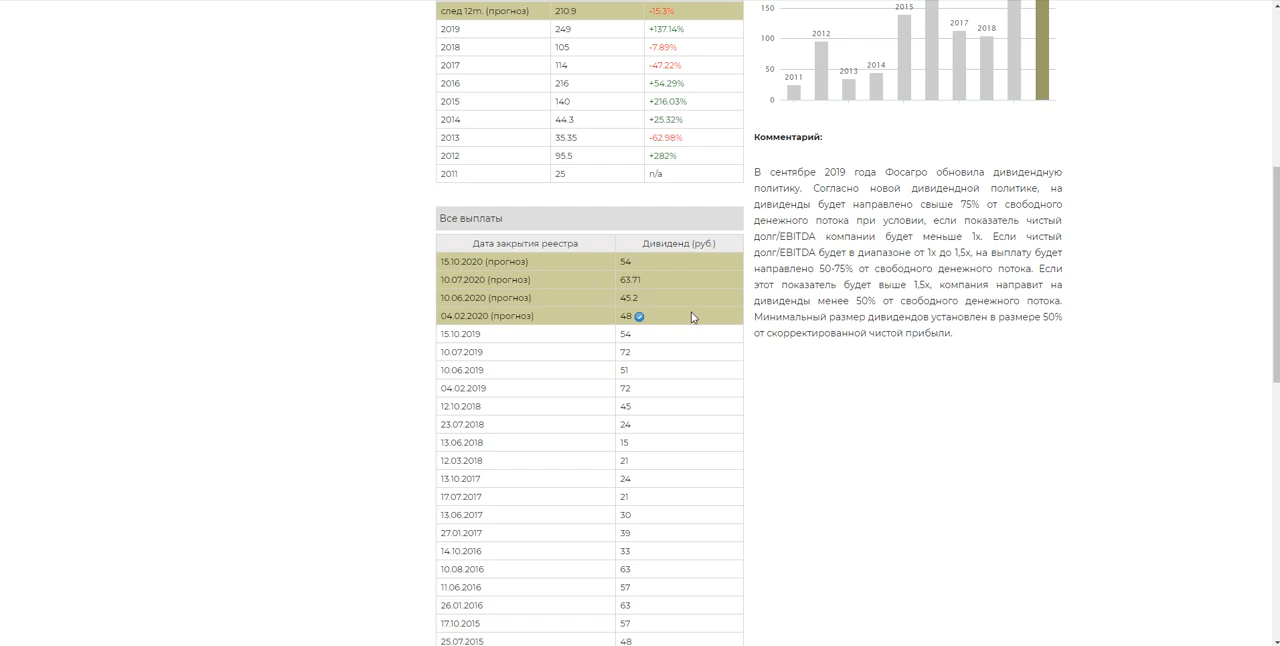 след 12m. (прогноз) 210.9 -15.3%
2019 249 +137.14%
2018 105 -7.89%
2017 114 -47.22%
2016 216 +54.29%
2015 140 +216.03%
2014 44.3 +25.32%
2013 35.35 -62.98%
2012 95.5 +282%
2011 25 n/a
Все выплаты
Дата закрытия реестра Дивиденд (руб.)
15.10.2020 (прогноз) 54
10.07.2020 (прогноз) 63.71
10.06.2020 (прогноз) 45.2
04.02.2020 (прогноз) 48
15.10.2019 54
10.07.2019 72
10.06.2019 51
04.02.2019 72
12.10.2018 45
23.07.2018 24
13.06.2018 15
12.03.2018 21
13.10.2017 24
17.07.2017 21
13.06.2017 30
27.01.2017 39
14.10.2016 33
10.08.2016 63
11.06.2016 57
26.01.2016 63
17.10.2015 57
25.07.2015 48
150
100
50
0
2011
2012
2013
2014
2015
2017
2018
Комментарий:
В сентябре 2019 года Фосагро обновила дивидендную
политику. Согласно новой дивидендной политике, на
дивиденды будет направлено свыше 75% от свободного
денежного потока при условии, если показатель чистый
долг/EBITDA компании будет меньше 1х. Если чистый
долг/EBITDA будет в диапазоне от 1х до 1,5х, на выплату будет
направлено 50-75% от свободного денежного потока. Если
этот показатель будет выше 1,5х, компания направит на
дивиденды менее 50% от свободного денежного потока.
Минимальный размер дивидендов установлен в размере 50%
от скорректированной чистой прибыли.